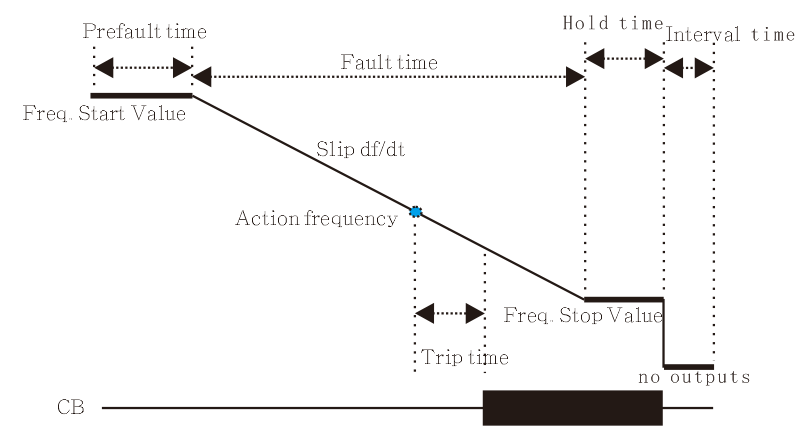 Prefault time
Hold time
Interval time
Fault time
Freq. Start Value
Slip df/dt
Action frequency
Freq. Stop Value
Trip time
no outputs
CB